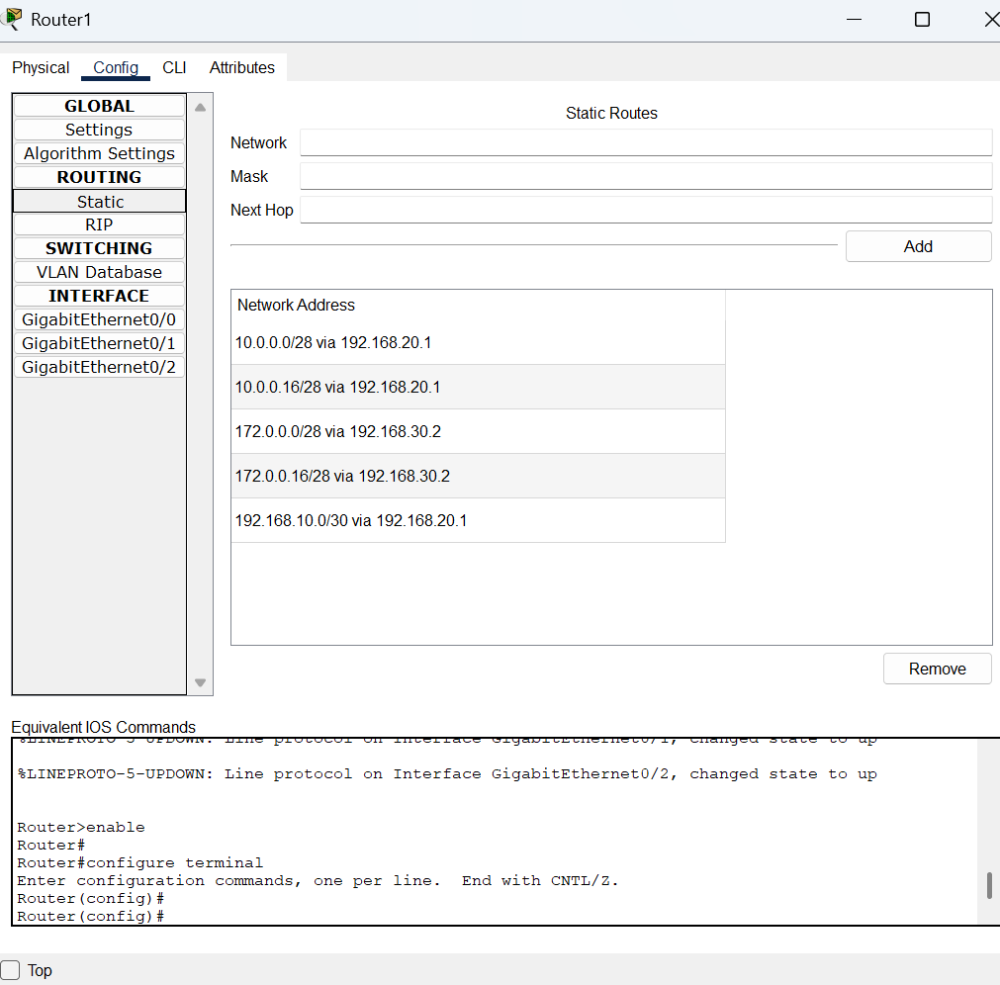 Router1
Physical Config CLI Attributes
GLOBAL
Settings
Algorithm Settings
ROUTING
Static
RIP
SWITCHING
VLAN Database
INTERFACE
GigabitEthernet0/0
GigabitEthernet0/1
GigabitEthernet0/2
Static Routes
Network
Mask
Next Hop
Add
Network Address
10.0.0.0/28 via 192.168.20.1
10.0.0.16/28 via 192.168.20.1
172.0.0.0/28 via 192.168.30.2
172.0.0.16/28 via 192.168.30.2
192.168.10.0/30 via 192.168.20.1
Remove
Equivalent IOS Commands
%LINEPROTO-5-UPDOWN: Line protocol on Interface GigabitEthernet0/1, changed state to up
%LINEPROTO-5-UPDOWN: Line protocol on Interface GigabitEthernet0/2, changed state to up
Router>enable
Router#
Router#configure terminal
Enter configuration commands, one per line.  End with CNTL/Z.
Router(config)#
Router(config)#
Top